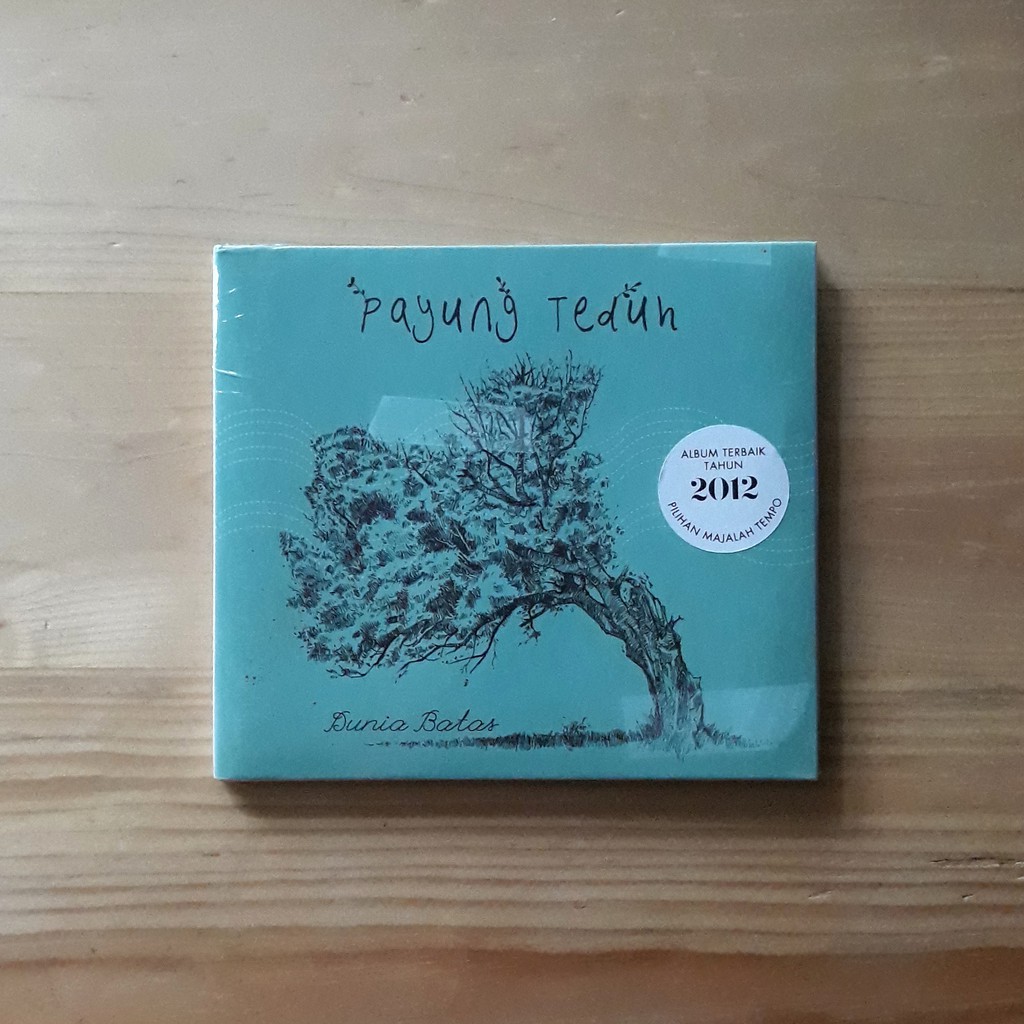 Payung Teduh
ALBUM TERBAIK
TAHUN
2012
PILIHAN MAJALAH TEMPO
Dunia Batas